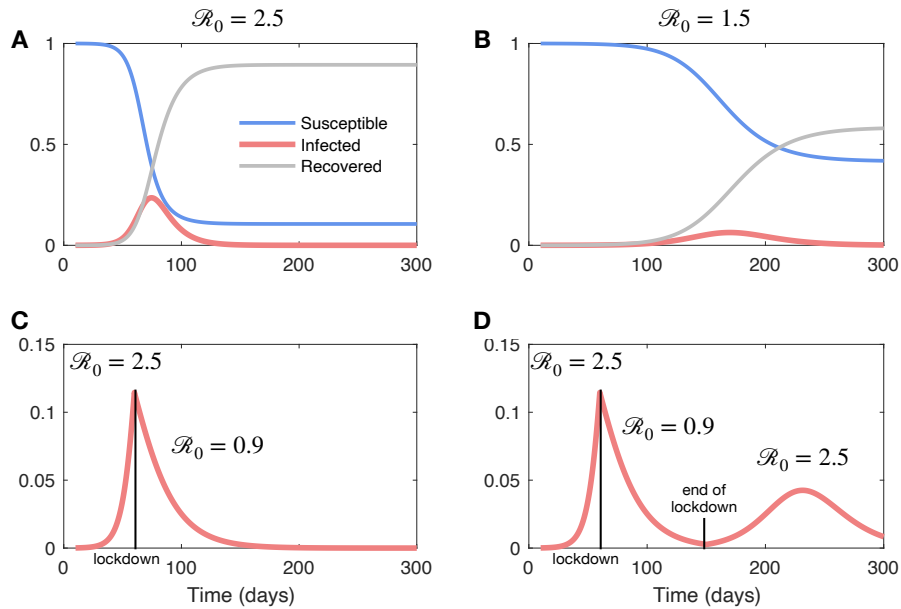 ℛ0 = 2.5
ℛ0 = 1.5
A
B
1
0.5
0
0
100
200
300
Susceptible
Infected
Recovered
1
0.5
0
0
100
200
300
C
D
0.15
0.1
0.05
0
ℛ0 = 2.5
ℛ0 = 0.9
lockdown
0
100
200
300
Time (days)
0.15
0.1
0.05
0
ℛ0 = 2.5
ℛ0 = 0.9
ℛ0 = 2.5
end of
lockdown
lockdown
0
100
200
300
Time (days)